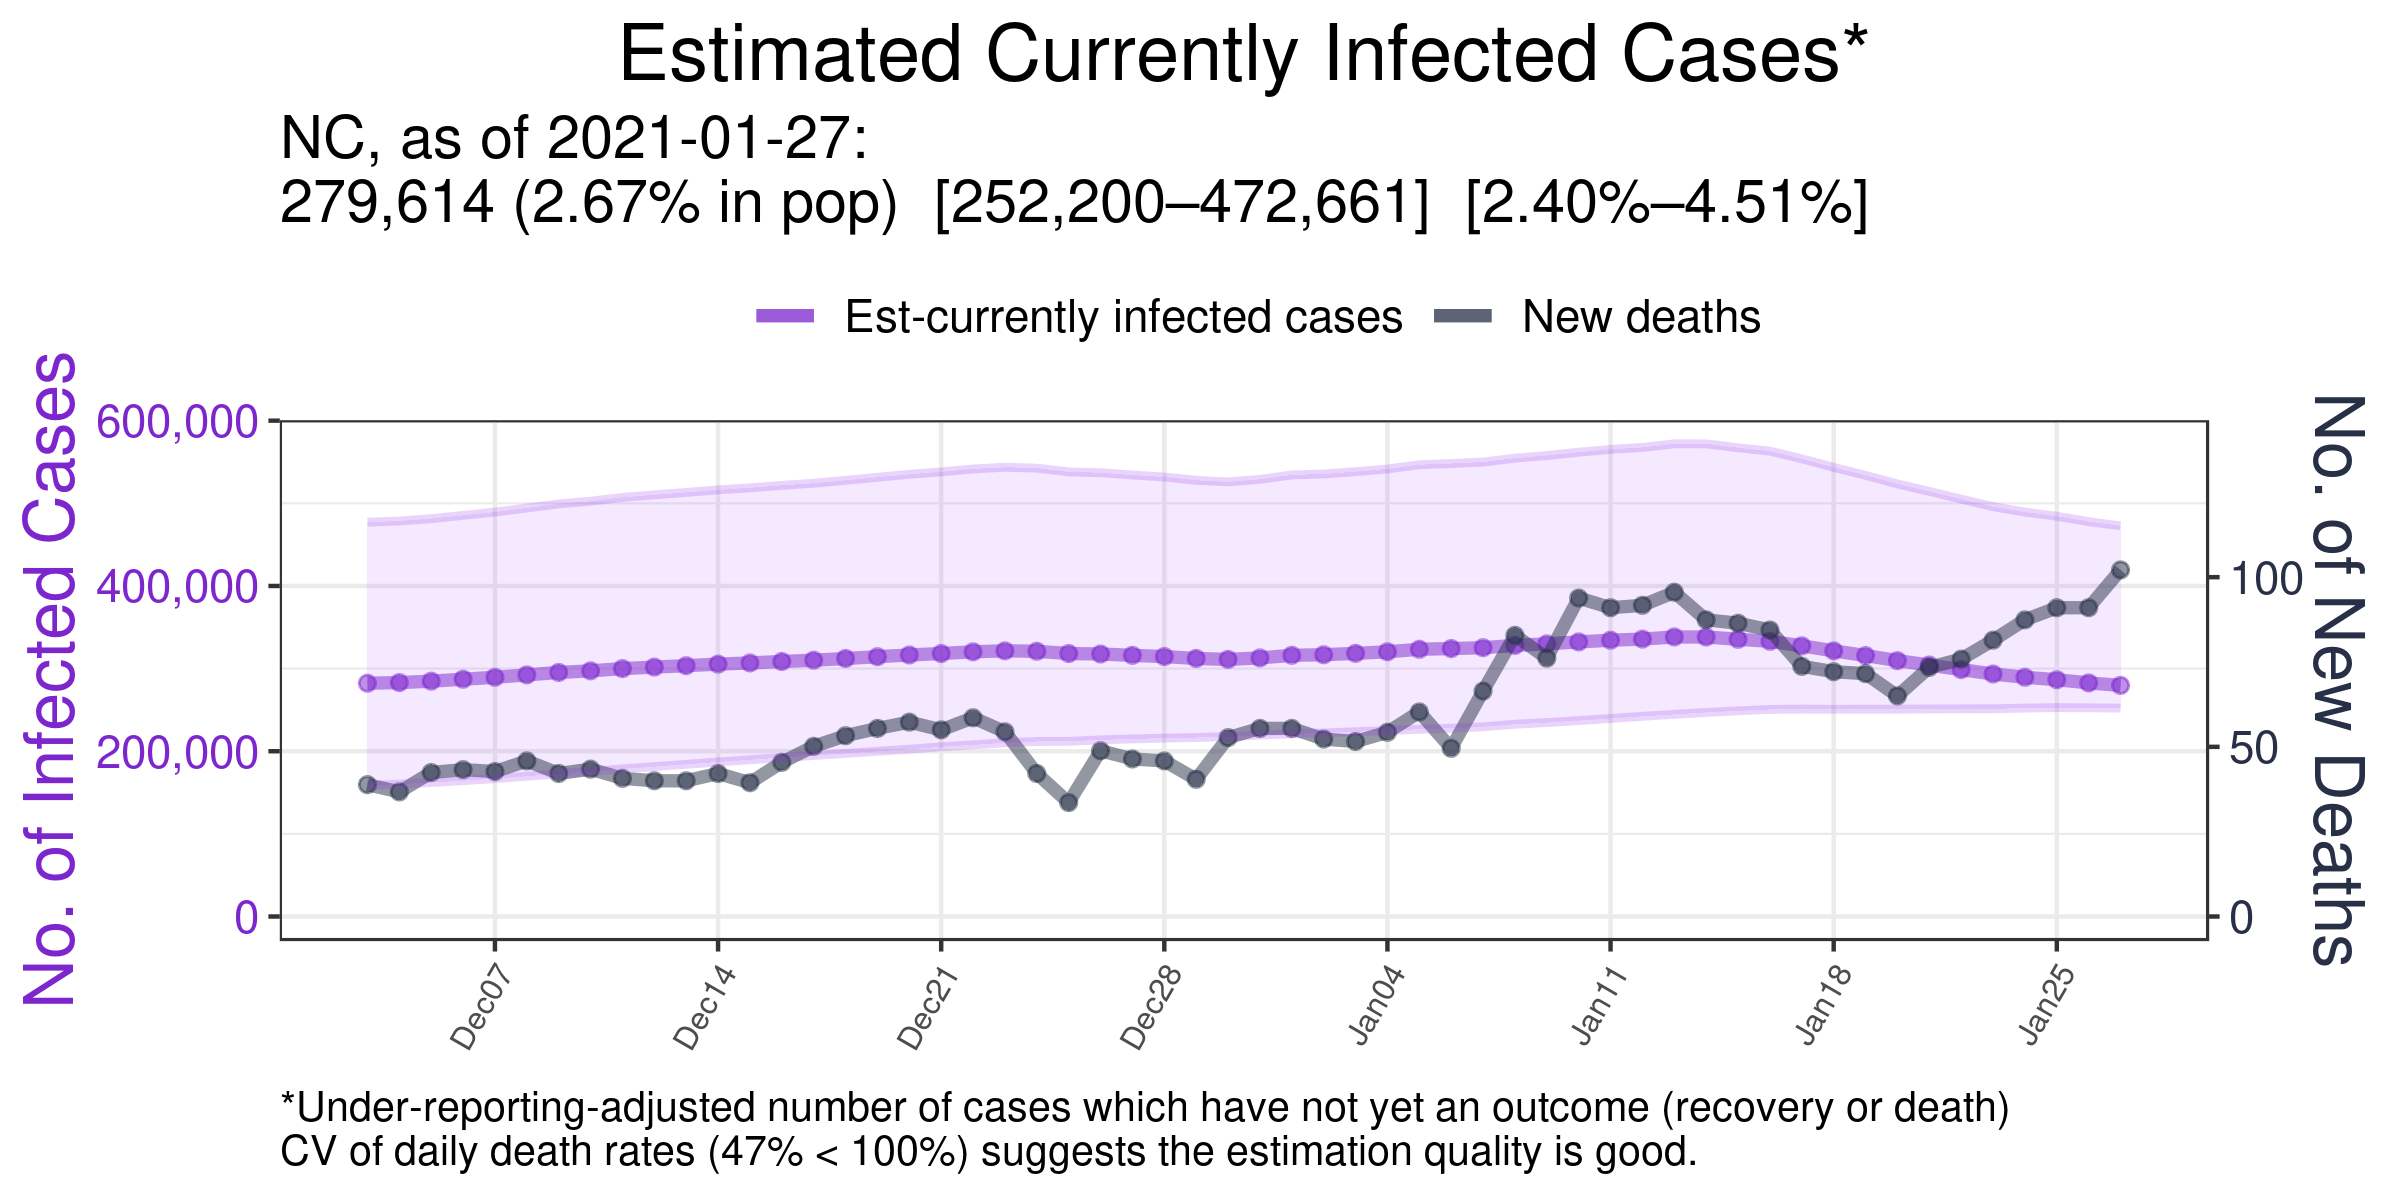 Estimated Currently Infected Cases*
NC, as of 2021-01-27:
279,614 (2.67% in pop) [252,200–472,661] [2.40%–4.51%]
Est-currently infected cases
New deaths
No. of Infected Cases
600,000
400,000
200,000
0
No. of New Deaths
100
50
0
Dec07
Dec14
Dec21
Dec28
Jan04
Jan11
Jan18
Jan25
*Under-reporting-adjusted number of cases which have not yet an outcome (recovery or death)
CV of daily death rates (47% < 100%) suggests the estimation quality is good.